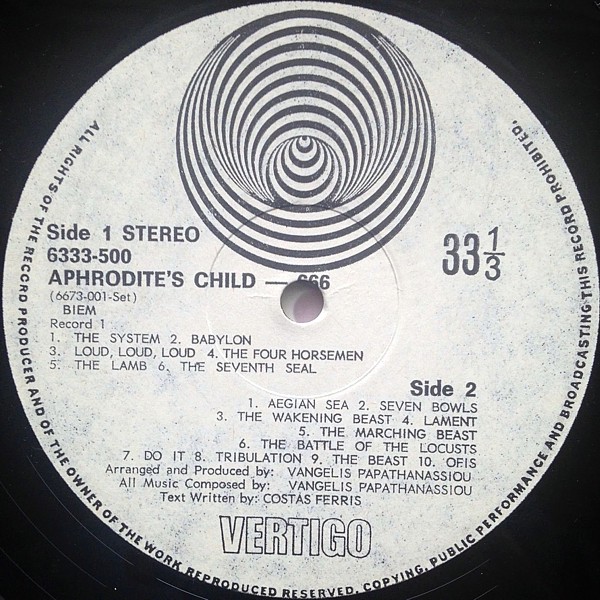 Side 1 STEREO
6333-500
33 1/3
APHRODITE'S CHILD — 666
(6673-001-Set)
BIEM
Record 1
1. THE SYSTEM 2. BABYLON
3. LOUD, LOUD, LOUD 4. THE FOUR HORSEMEN
5. THE LAMB 6. THE SEVENTH SEAL
Side 2
1. AEGIAN SEA 2. SEVEN BOWLS
3. THE WAKENING BEAST 4. LAMENT
5. THE MARCHING BEAST
6. THE BATTLE OF THE LOCUSTS
7. DO IT 8. TRIBULATION 9. THE BEAST 10. OFIS
Arranged and Produced by: VANGELIS PAPATHANASSIOU
All Music Composed by: VANGELIS PAPATHANASSIOU
Text Written by: COSTAS FERRIS
VERTIGO
ALL RIGHTS OF THE RECORD PRODUCER AND OF THE OWNER OF THE WORK REPRODUCED RESERVED. COPYING, PUBLIC PERFORMANCE AND BROADCASTING THIS RECORD PROHIBITED.